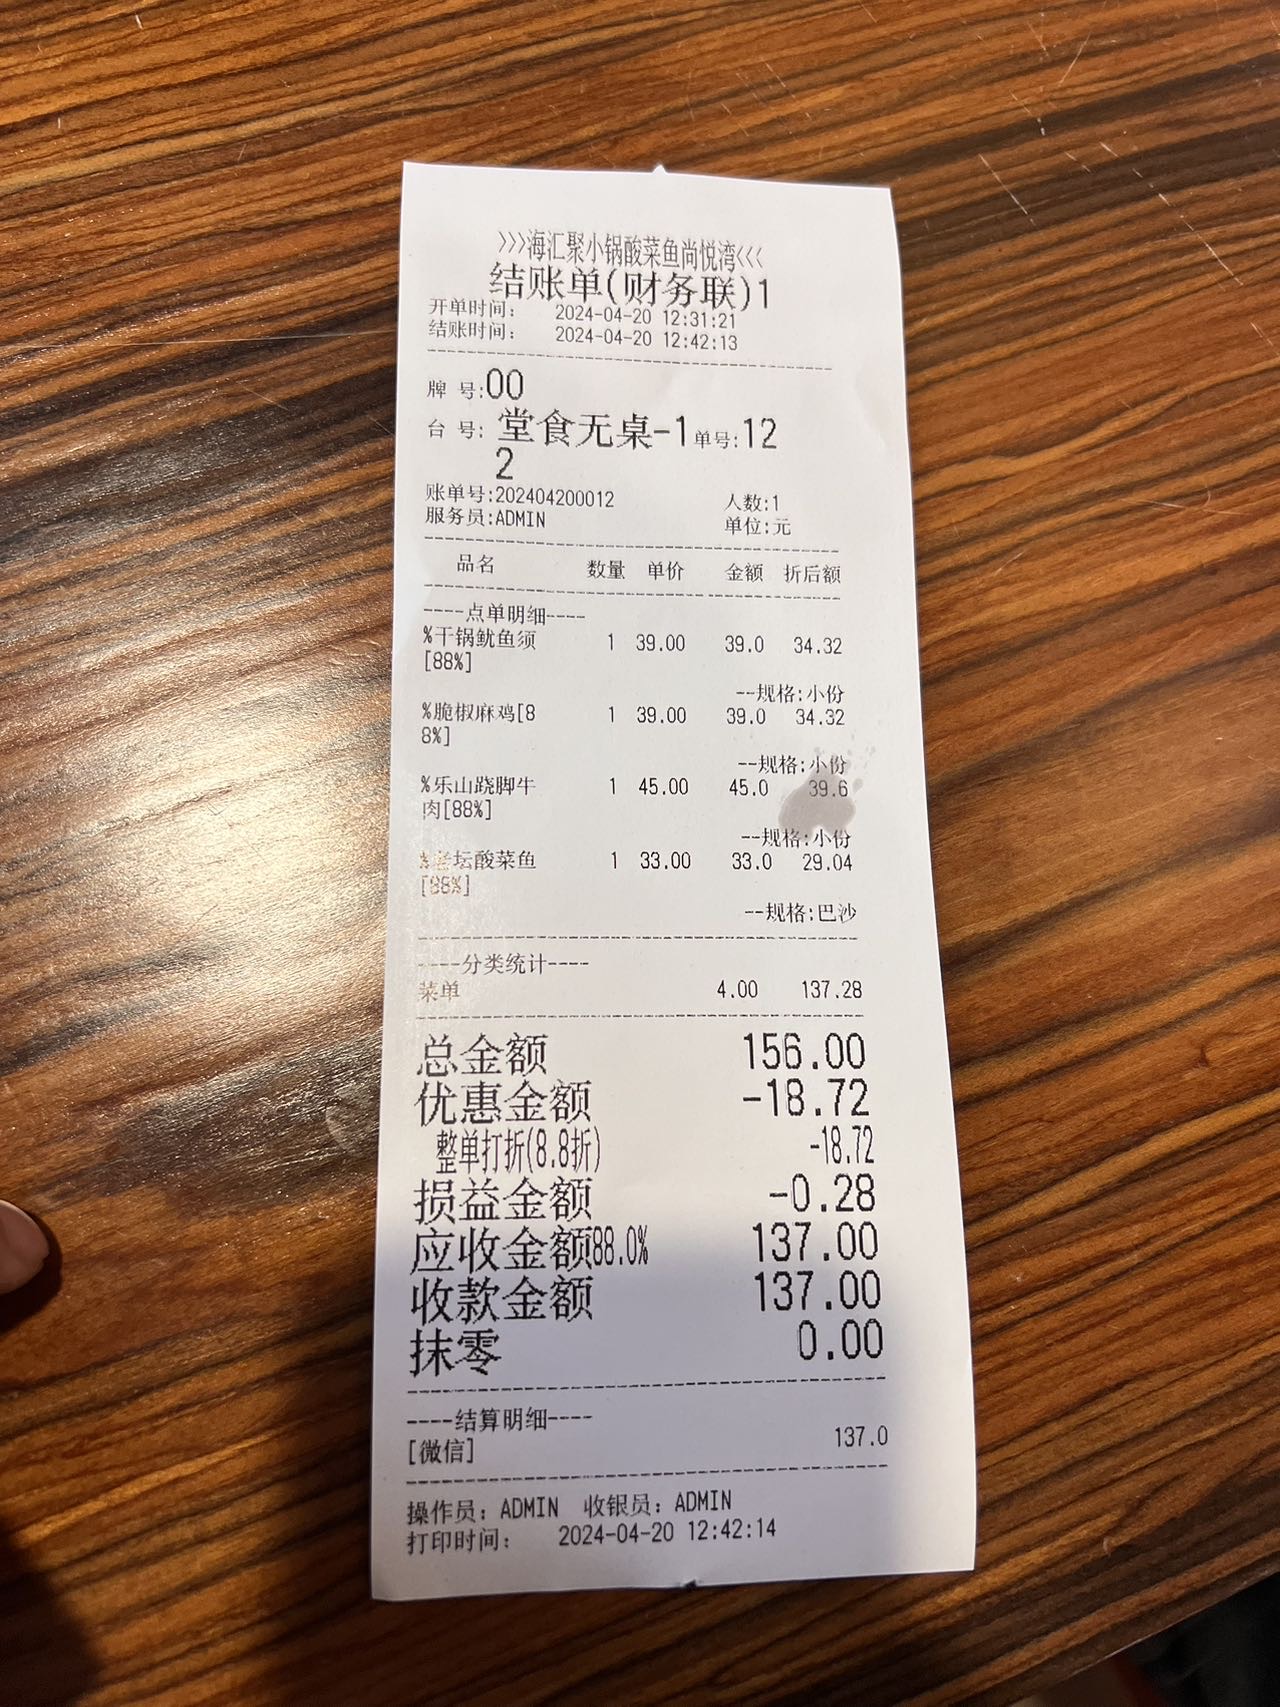 >>>海汇聚小锅酸菜鱼尚悦湾<<<
结账单(财务联)1
开单时间： 2024-04-20 12:31:21
结账时间： 2024-04-20 12:42:13
牌 号:00
台 号: 堂食无桌-1 单号:12
2
账单号:202404200012 人数:1
服务员:ADMIN 单位:元
品名 数量 单价 金额 折后额
----点单明细----
%干锅鱿鱼须 1 39.00 39.0 34.32
[88%]
--规格:小份
%脆椒麻鸡[8 1 39.00 39.0 34.32
8%]
--规格:小份
%乐山跷脚牛 1 45.00 45.0 39.6
肉[88%]
--规格:小份
%老坛酸菜鱼 1 33.00 33.0 29.04
[88%]
--规格:巴沙
----分类统计----
菜单 4.00 137.28
总金额 156.00
优惠金额 -18.72
整单打折(8.8折) -18.72
损益金额 -0.28
应收金额88.0% 137.00
收款金额 137.00
抹零 0.00
----结算明细----
[微信] 137.0
操作员：ADMIN 收银员：ADMIN
打印时间： 2024-04-20 12:42:14